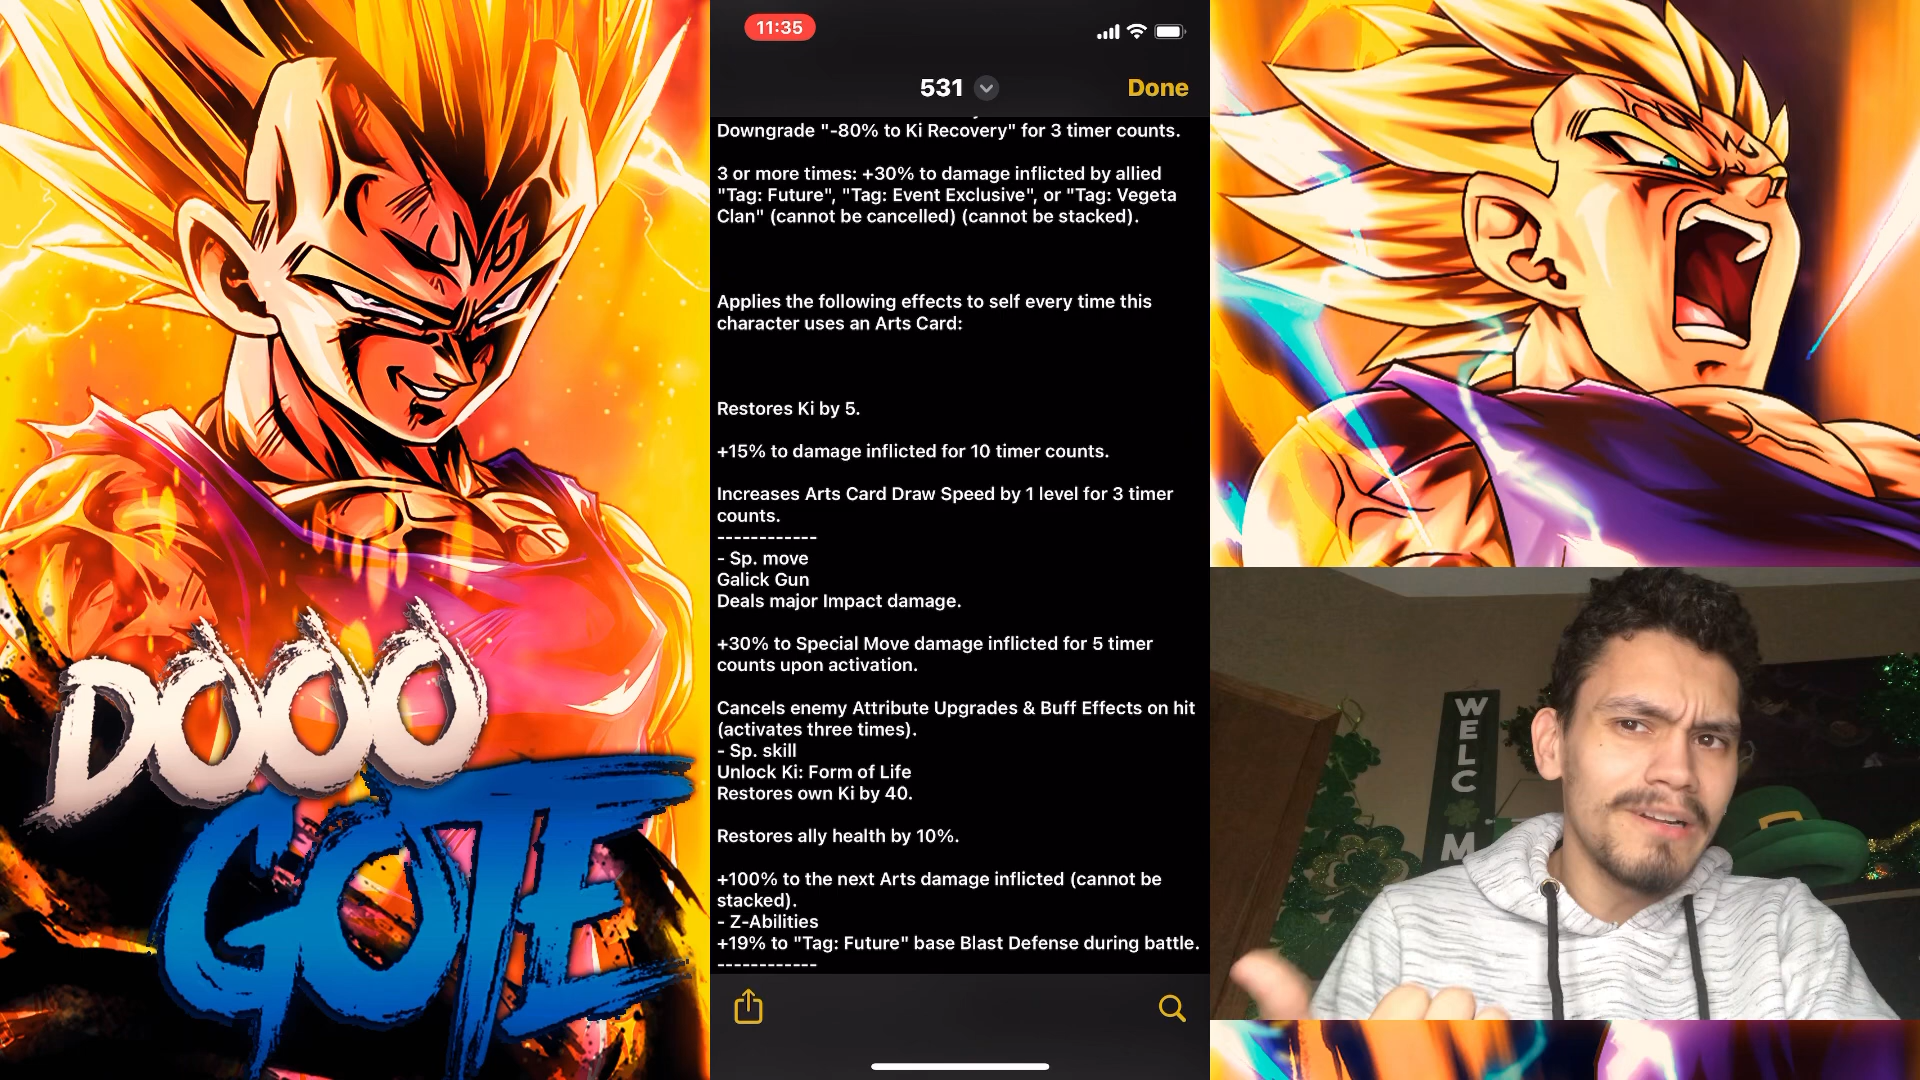 11:35
531
Done
Downgrade "-80% to Ki Recovery" for 3 timer counts.
3 or more times: +30% to damage inflicted by allied
"Tag: Future", "Tag: Event Exclusive", or "Tag: Vegeta
Clan" (cannot be cancelled) (cannot be stacked).
Applies the following effects to self every time this
character uses an Arts Card:
Restores Ki by 5.
+15% to damage inflicted for 10 timer counts.
Increases Arts Card Draw Speed by 1 level for 3 timer
counts.
------------
- Sp. move
Galick Gun
Deals major Impact damage.
+30% to Special Move damage inflicted for 5 timer
counts upon activation.
Cancels enemy Attribute Upgrades & Buff Effects on hit
(activates three times).
- Sp. skill
Unlock Ki: Form of Life
Restores own Ki by 40.
Restores ally health by 10%.
+100% to the next Arts damage inflicted (cannot be
stacked).
- Z-Abilities
+19% to "Tag: Future" base Blast Defense during battle.
------------
DOOO
GOTE
WELC
M